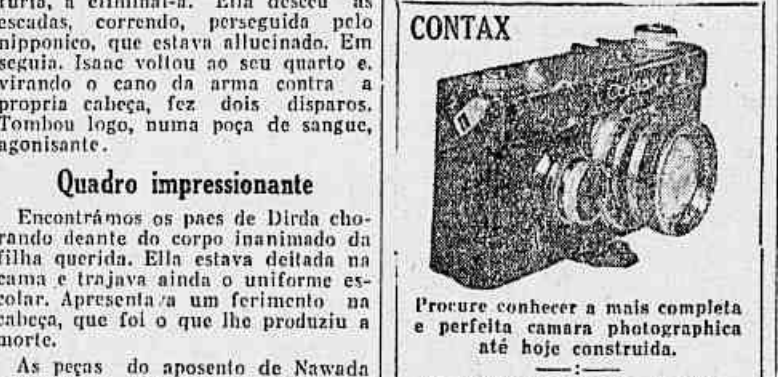 furia, a eliminal-a. Ella desceu as
escadas, correndo, perseguida pelo
nipponico, que estava allucinado. Em
seguia. Isaac voltou ao seu quarto e,
virando o cano da arma contra a
propria cabeça, fez dois disparos.
Tombou logo, numa poça de sangue,
agonisante.
Quadro impressionante
Encontrámos os paes de Dirda cho-
rando deante do corpo inanimado da
filha querida. Ella estava deitada na
cama e trajava ainda o uniforme es-
colar. Apresentava um ferimento na
cabeça, que foi o que lhe produziu a
morte.
As peças do aposento de Nawada
CONTAX
Procure conhecer a mais completa
e perfeita camara photographica
até hoje construida.